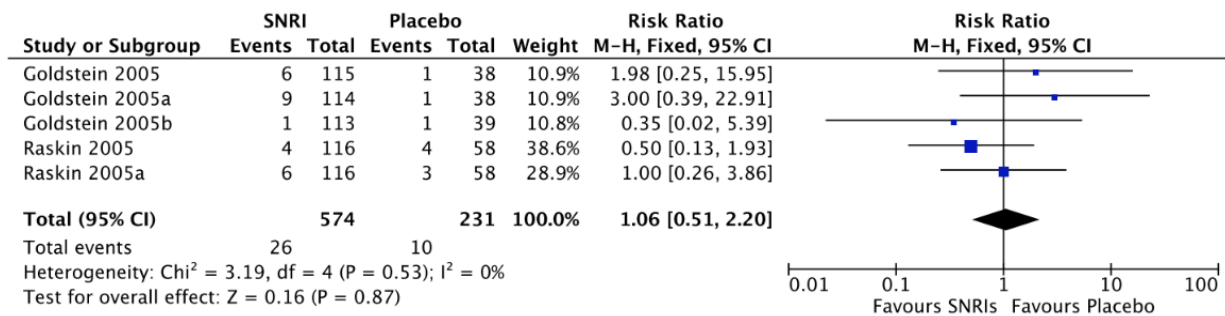 SNRI Placebo Risk Ratio Risk Ratio
Study or Subgroup Events Total Events Total Weight M-H, Fixed, 95% CI M-H, Fixed, 95% CI
Goldstein 2005 6 115 1 38 10.9% 1.98 [0.25, 15.95]
Goldstein 2005a 9 114 1 38 10.9% 3.00 [0.39, 22.91]
Goldstein 2005b 1 113 1 39 10.8% 0.35 [0.02, 5.39]
Raskin 2005 4 116 4 58 38.6% 0.50 [0.13, 1.93]
Raskin 2005a 6 116 3 58 28.9% 1.00 [0.26, 3.86]
Total (95% CI) 574 231 100.0% 1.06 [0.51, 2.20]
Total events 26 10
Heterogeneity: Chi² = 3.19, df = 4 (P = 0.53); I² = 0%
Test for overall effect: Z = 0.16 (P = 0.87)
0.01 0.1 1 10 100
Favours SNRIs Favours Placebo